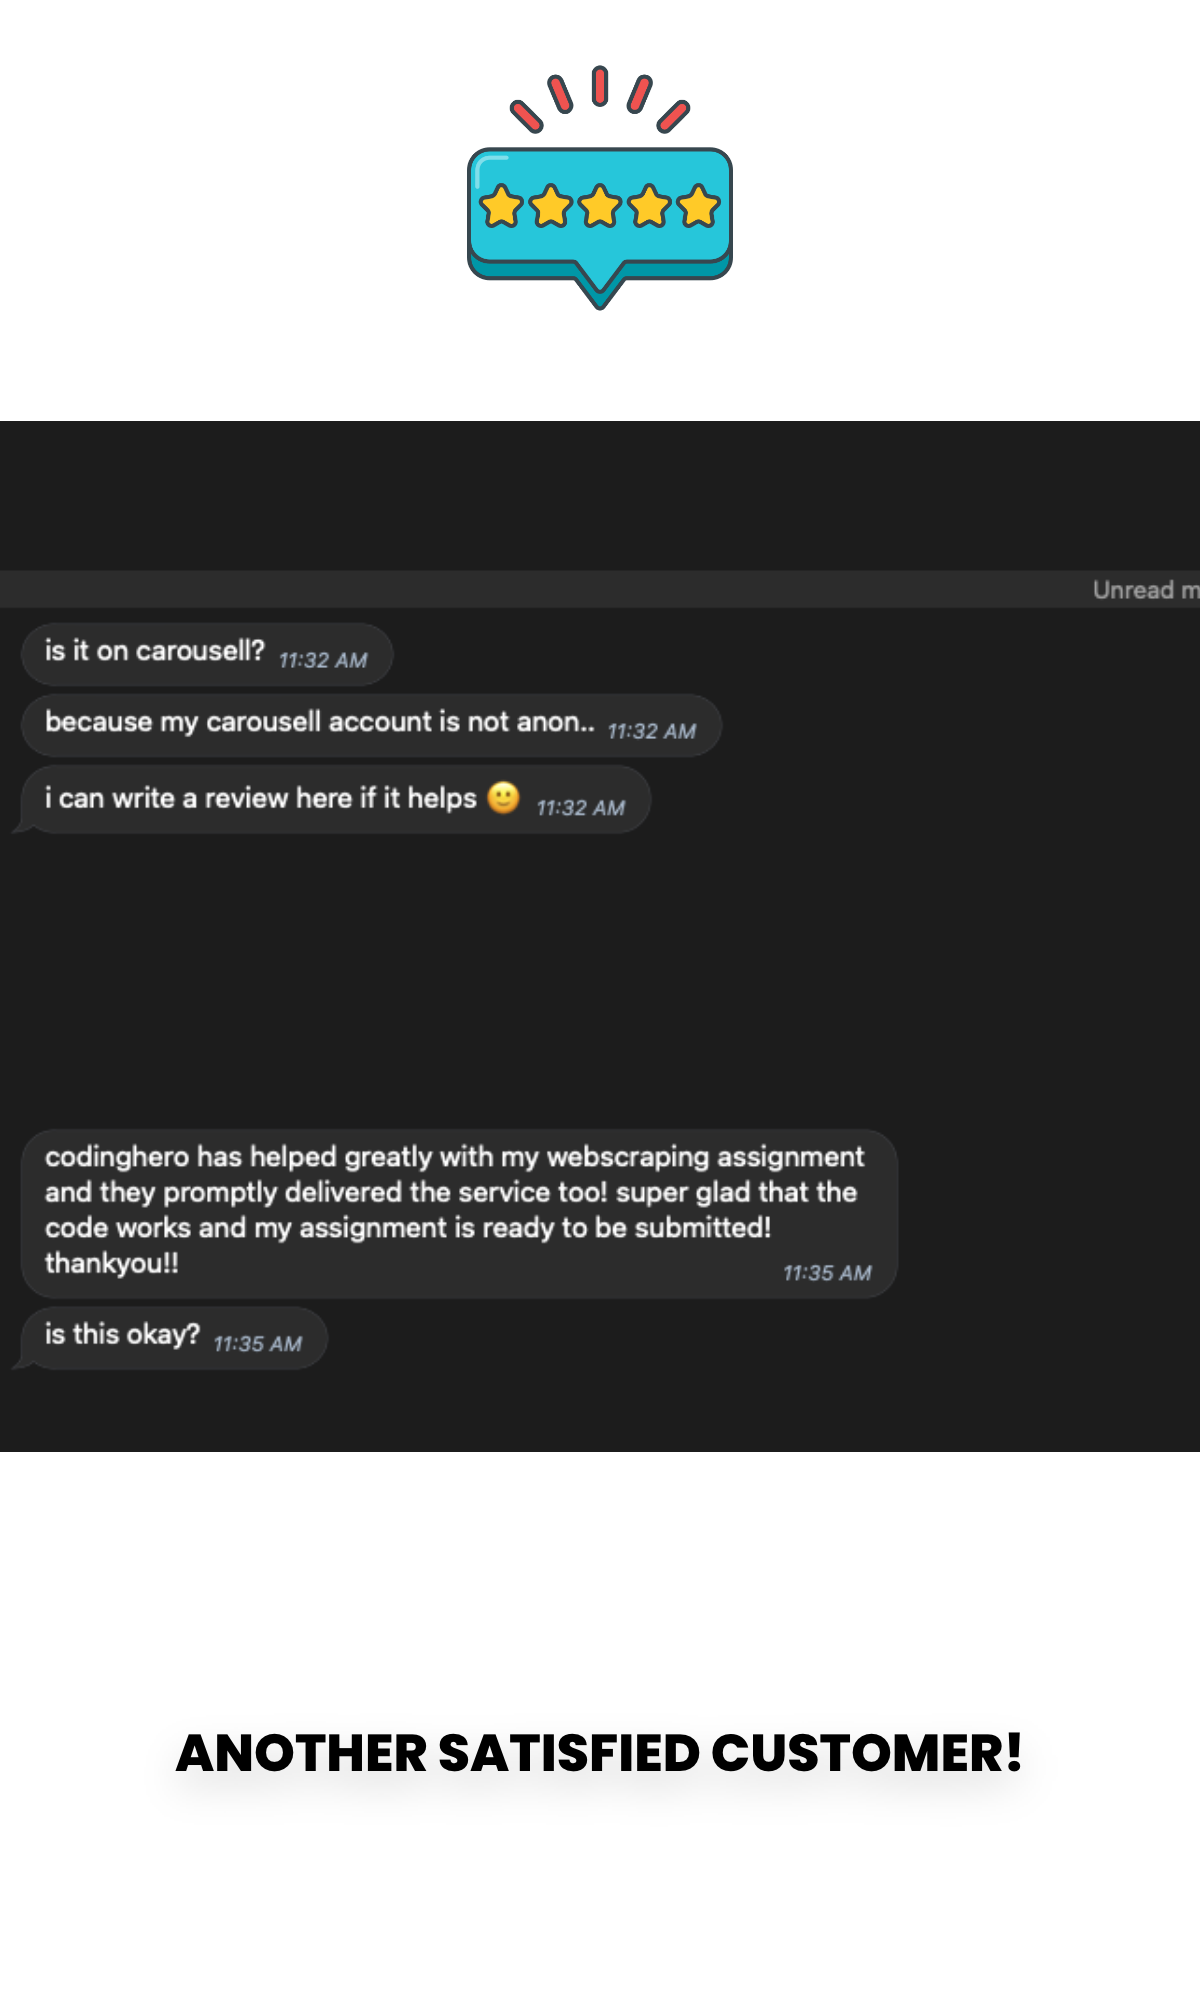 Unread m
is it on carousell? 11:32 AM
because my carousell account is not anon.. 11:32 AM
i can write a review here if it helps 🙂 11:32 AM
codinghero has helped greatly with my webscraping assignment
and they promptly delivered the service too! super glad that the
code works and my assignment is ready to be submitted!
thankyou!! 11:35 AM
is this okay? 11:35 AM
ANOTHER SATISFIED CUSTOMER!